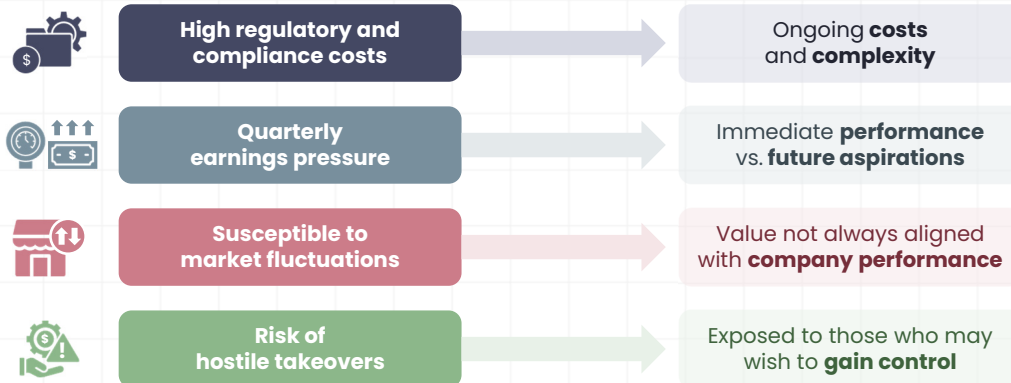 High regulatory and
compliance costs
Ongoing costs
and complexity
Quarterly
earnings pressure
Immediate performance
vs. future aspirations
Susceptible to
market fluctuations
Value not always aligned
with company performance
Risk of
hostile takeovers
Exposed to those who may
wish to gain control